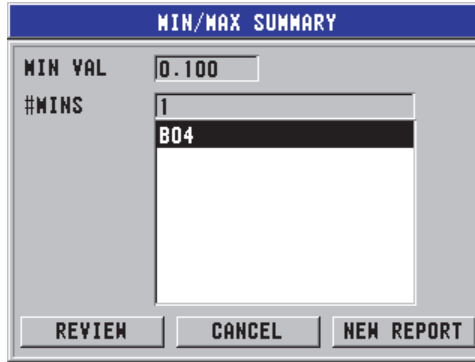 MIN/MAX SUMMARY
MIN VAL 0.100
#MINS 1
B04
REVIEW CANCEL NEW REPORT